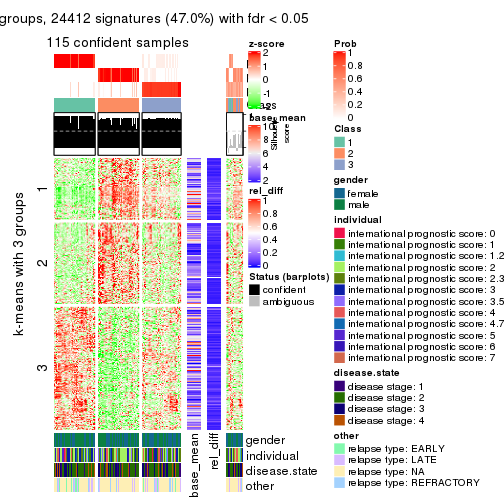 groups, 24412 signatures (47.0%) with fdr < 0.05
115 confident samples
k-means with 3 groups
1
2
3
base_mean
rel_diff
gender
individual
disease.state
other
z-score
2
1
0
-1
-2
Class
base_mean
10
8
6
4
2
Silhouette
score
rel_diff
1
0.8
0.6
0.4
0.2
0
Status (barplots)
confident
ambiguous
Prob
1
0.8
0.6
0.4
0.2
0
Class
1
2
3
gender
female
male
individual
international prognostic score: 0
international prognostic score: 1
international prognostic score: 1.2
international prognostic score: 2
international prognostic score: 2.3
international prognostic score: 3
international prognostic score: 3.5
international prognostic score: 4
international prognostic score: 4.7
international prognostic score: 5
international prognostic score: 6
international prognostic score: 7
disease.state
disease stage: 1
disease stage: 2
disease stage: 3
disease stage: 4
other
relapse type: EARLY
relapse type: LATE
relapse type: NA
relapse type: REFRACTORY